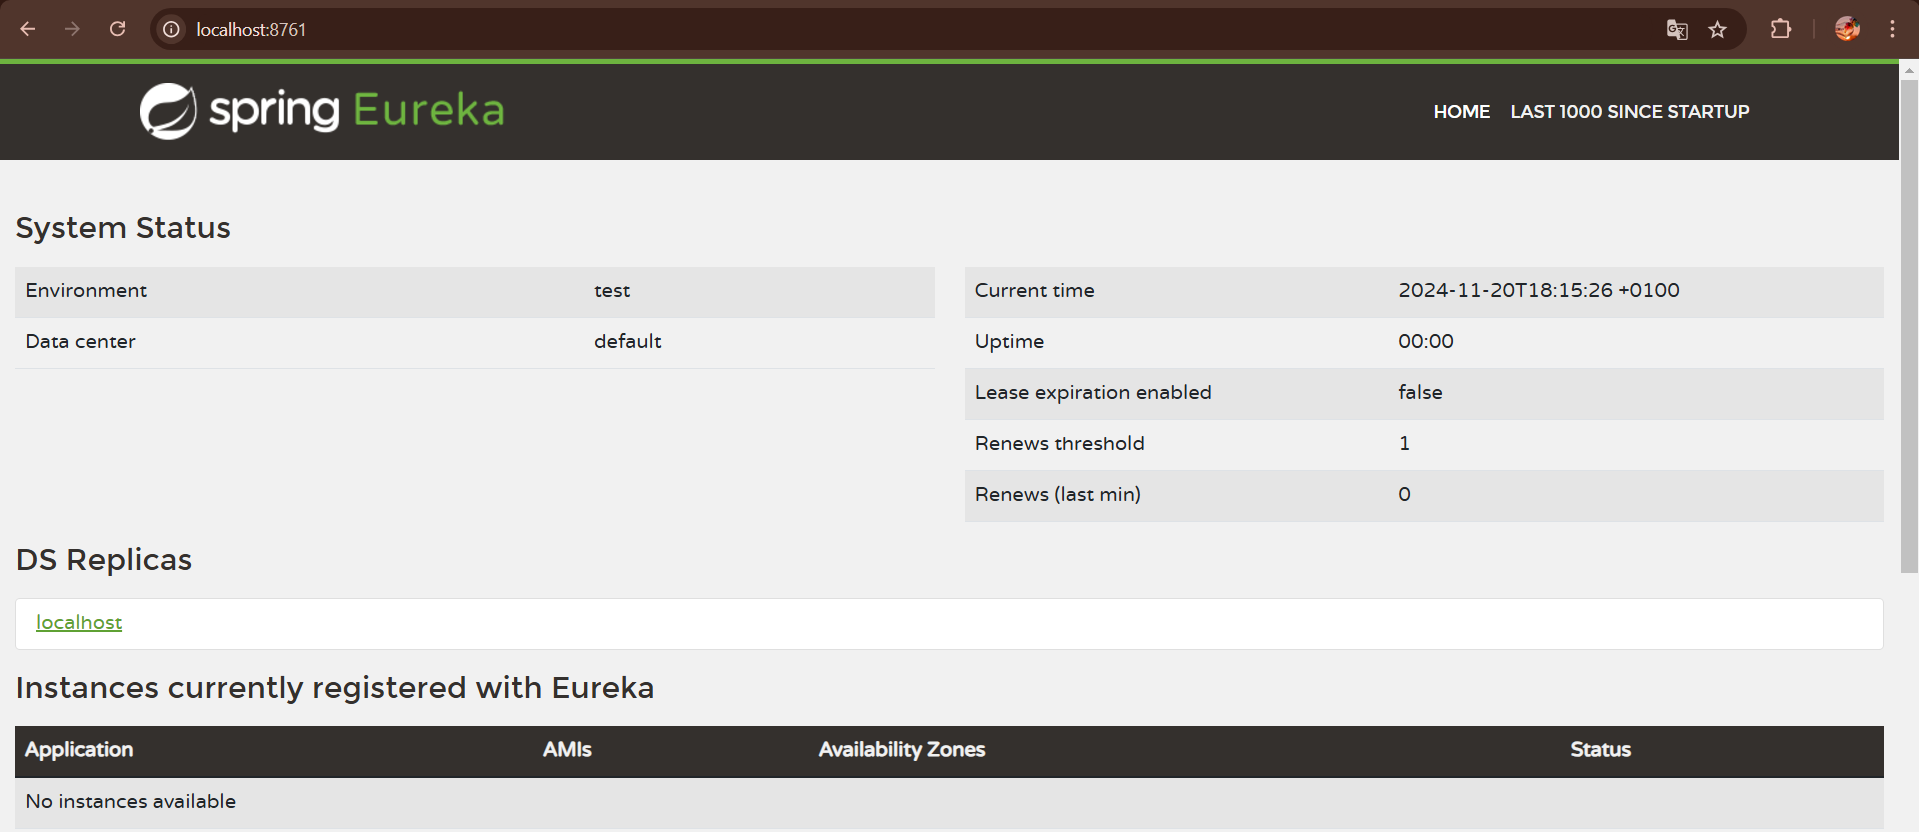 localhost:8761
spring Eureka
HOME LAST 1000 SINCE STARTUP
System Status
Environment test
Data center default
Current time 2024-11-20T18:15:26 +0100
Uptime 00:00
Lease expiration enabled false
Renews threshold 1
Renews (last min) 0
DS Replicas
localhost
Instances currently registered with Eureka
Application AMIs Availability Zones Status
No instances available